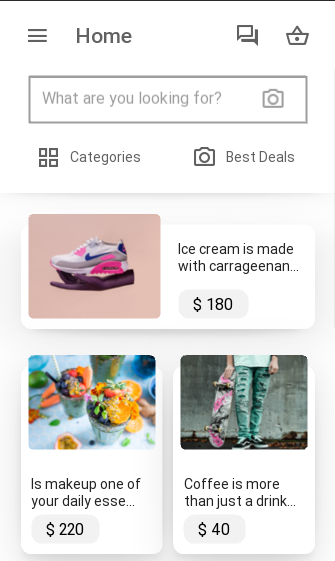 Home
What are you looking for?
Categories
Best Deals
Ice cream is made
with carrageenan...
$ 180
Is makeup one of
your daily esse...
$ 220
Coffee is more
than just a drink...
$ 40